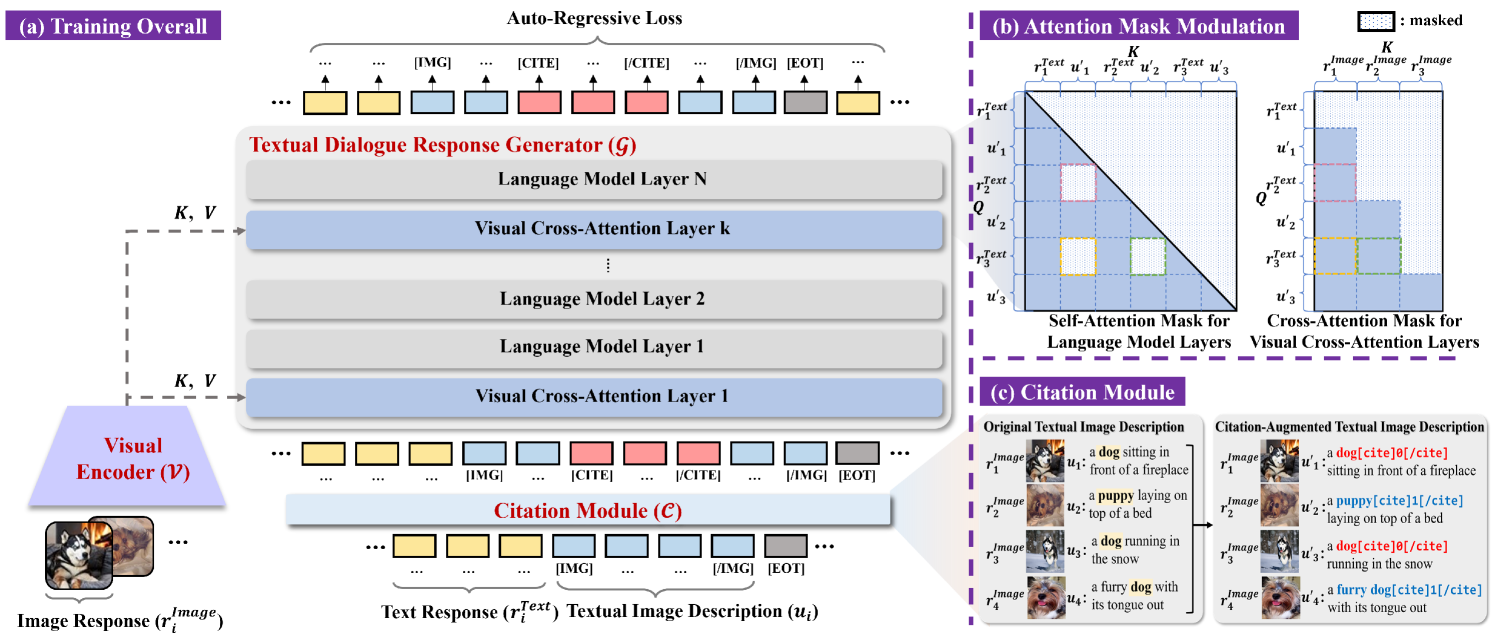 (a) Training Overall
Auto-Regressive Loss
... ... [IMG] ... [CITE] ... [/CITE] ... [/IMG] [EOT] ...
... ...
Textual Dialogue Response Generator (𝒢)
Language Model Layer N
K, V
Visual Cross-Attention Layer k
...
Language Model Layer 2
Language Model Layer 1
K, V
Visual Cross-Attention Layer 1
Visual
Encoder (𝒱)
... ...
... ... ... [IMG] ... [CITE] ... [/CITE] ... [/IMG] [EOT]
Citation Module (𝒞)
... ...
[IMG] ... ... [/IMG] [EOT]
...
Text Response (r_i^Text) Textual Image Description (u_i)
Image Response (r_i^Image)
(b) Attention Mask Modulation
: masked
K
r_1^Text u'_1 r_2^Text u'_2 r_3^Text u'_3
r_1^Text
u'_1
r_2^Text
Q
u'_2
r_3^Text
u'_3
Self-Attention Mask for
Language Model Layers
K
r_1^Image r_2^Image r_3^Image
r_1^Text
u'_1
r_2^Text
Q
u'_2
r_3^Text
u'_3
Cross-Attention Mask for
Visual Cross-Attention Layers
(c) Citation Module
Original Textual Image Description
r_1^Image u_1: a dog sitting in
front of a fireplace
r_2^Image u_2: a puppy laying on
top of a bed
r_3^Image u_3: a dog running in
the snow
r_4^Image u_4: a furry dog with
its tongue out
Citation-Augmented Textual Image Description
r_1^Image u'_1: a dog[cite]0[/cite]
sitting in front of a fireplace
r_2^Image u'_2: a puppy[cite]1[/cite]
laying on top of a bed
r_3^Image u'_3: a dog[cite]0[/cite]
running in the snow
r_4^Image u'_4: a furry dog[cite]1[/cite]
with its tongue out